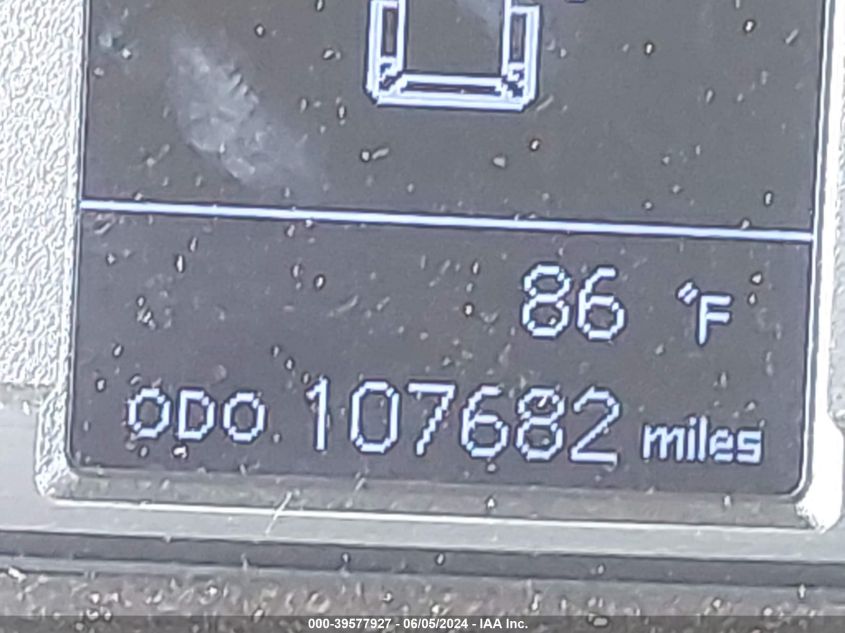 86 °F
ODO 107682 miles
000-39577927 - 06/05/2024 - IAA Inc.